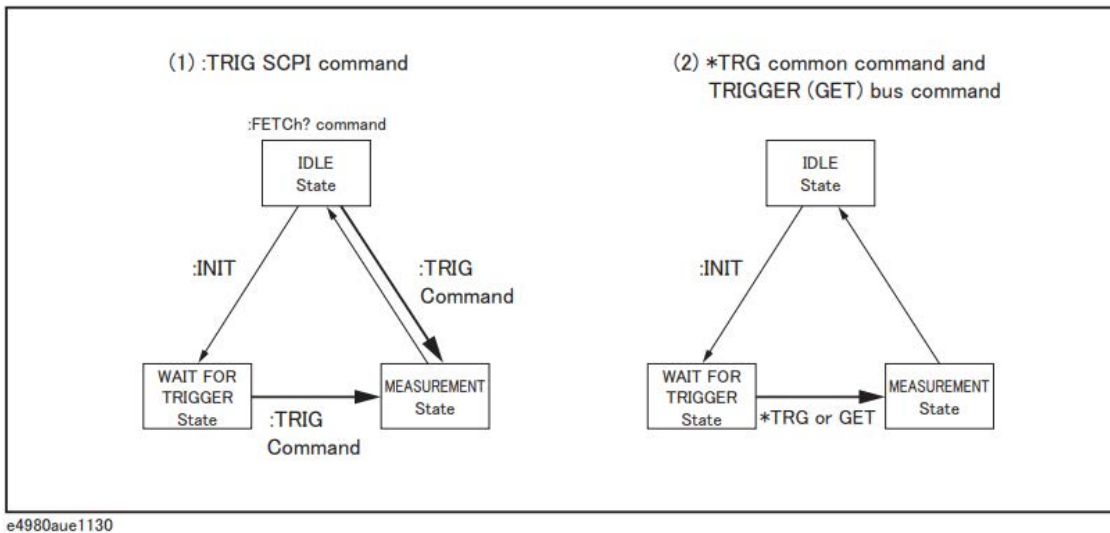 (1) :TRIG SCPI command
:FETCh? command
IDLE
State
:INIT
:TRIG
Command
WAIT FOR
TRIGGER
State
:TRIG
Command
MEASUREMENT
State
(2) *TRG common command and
TRIGGER (GET) bus command
IDLE
State
:INIT
WAIT FOR
TRIGGER
State
*TRG or GET
MEASUREMENT
State
e4980aue1130